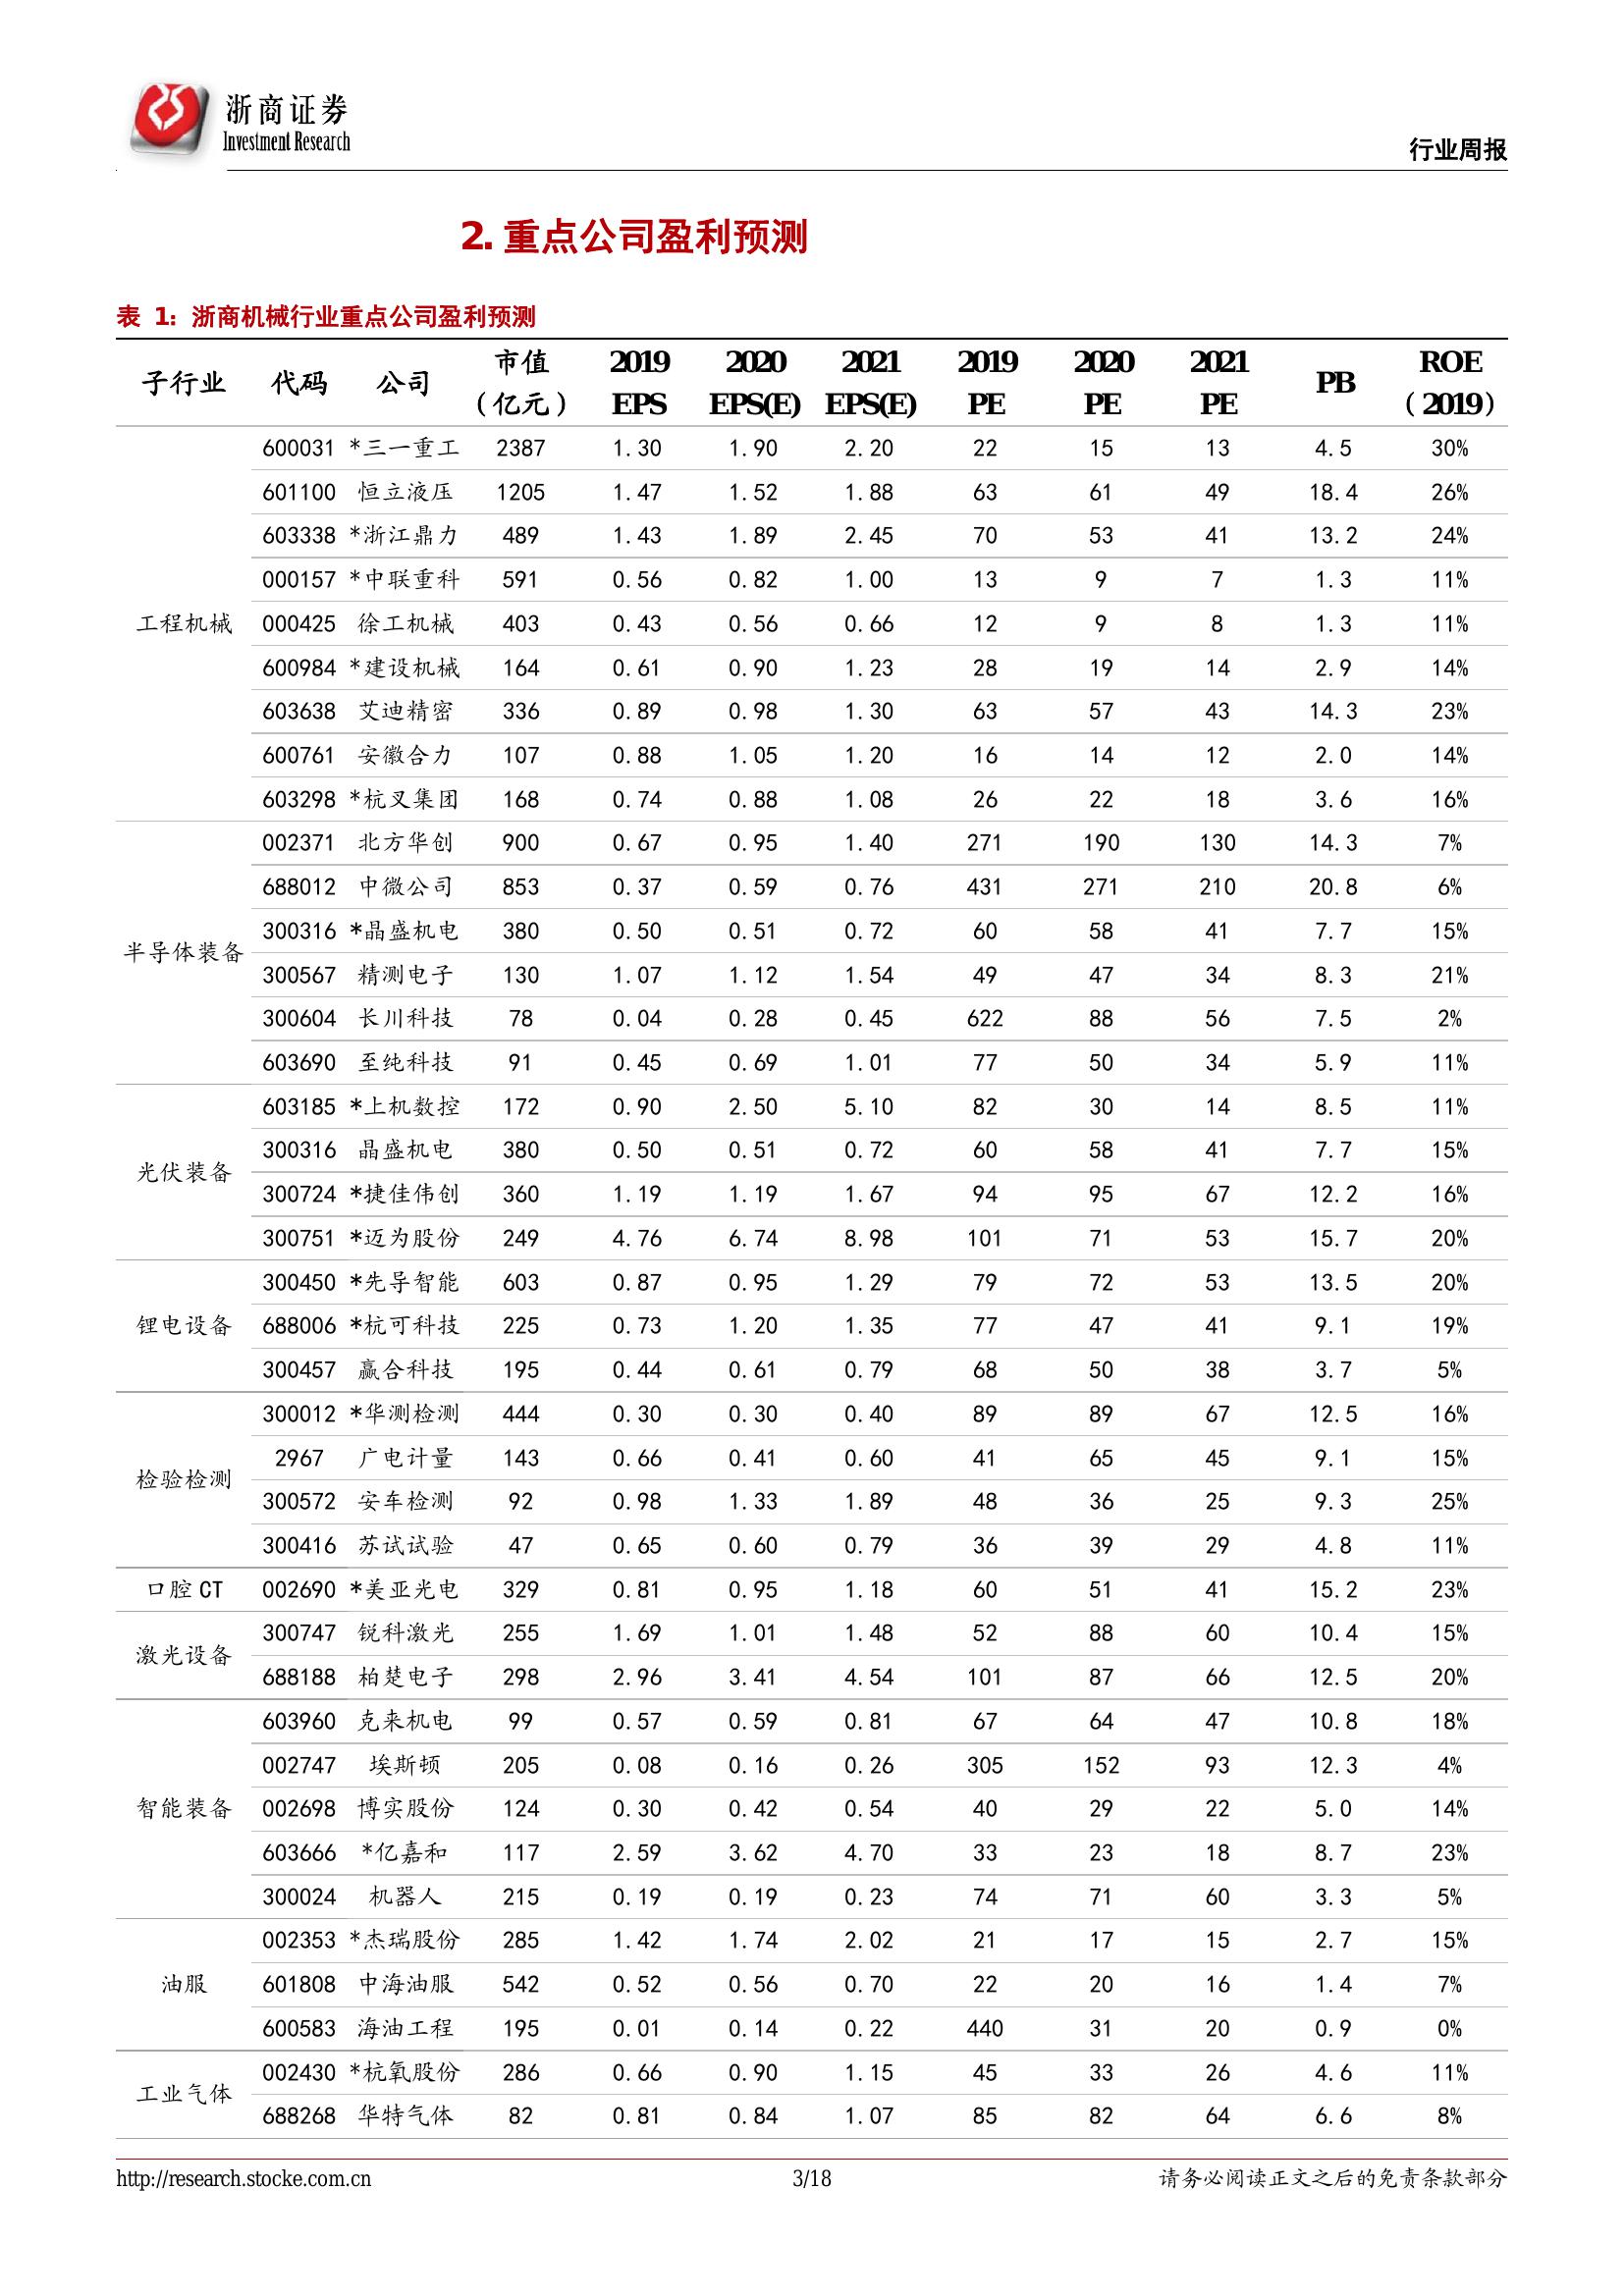 浙商证券
Investment Research
行业周报
2. 重点公司盈利预测
表 1: 浙商机械行业重点公司盈利预测
子行业 代码 公司 市值（亿元） 2019 EPS 2020 EPS(E) 2021 EPS(E) 2019 PE 2020 PE 2021 PE PB ROE（2019）
工程机械 600031 *三一重工 2387 1.30 1.90 2.20 22 15 13 4.5 30%
601100 恒立液压 1205 1.47 1.52 1.88 63 61 49 18.4 26%
603338 *浙江鼎力 489 1.43 1.89 2.45 70 53 41 13.2 24%
000157 *中联重科 591 0.56 0.82 1.00 13 9 7 1.3 11%
000425 徐工机械 403 0.43 0.56 0.66 12 9 8 1.3 11%
600984 *建设机械 164 0.61 0.90 1.23 28 19 14 2.9 14%
603638 艾迪精密 336 0.89 0.98 1.30 63 57 43 14.3 23%
600761 安徽合力 107 0.88 1.05 1.20 16 14 12 2.0 14%
603298 *杭叉集团 168 0.74 0.88 1.08 26 22 18 3.6 16%
半导体装备 002371 北方华创 900 0.67 0.95 1.40 271 190 130 14.3 7%
688012 中微公司 853 0.37 0.59 0.76 431 271 210 20.8 6%
300316 *晶盛机电 380 0.50 0.51 0.72 60 58 41 7.7 15%
300567 精测电子 130 1.07 1.12 1.54 49 47 34 8.3 21%
300604 长川科技 78 0.04 0.28 0.45 622 88 56 7.5 2%
603690 至纯科技 91 0.45 0.69 1.01 77 50 34 5.9 11%
光伏装备 603185 *上机数控 172 0.90 2.50 5.10 82 30 14 8.5 11%
300316 晶盛机电 380 0.50 0.51 0.72 60 58 41 7.7 15%
300724 *捷佳伟创 360 1.19 1.19 1.67 94 95 67 12.2 16%
300751 *迈为股份 249 4.76 6.74 8.98 101 71 53 15.7 20%
锂电设备 300450 *先导智能 603 0.87 0.95 1.29 79 72 53 13.5 20%
688006 *杭可科技 225 0.73 1.20 1.35 77 47 41 9.1 19%
300457 赢合科技 195 0.44 0.61 0.79 68 50 38 3.7 5%
检验检测 300012 *华测检测 444 0.30 0.30 0.40 89 89 67 12.5 16%
2967 广电计量 143 0.66 0.41 0.60 41 65 45 9.1 15%
300572 安车检测 92 0.98 1.33 1.89 48 36 25 9.3 25%
300416 苏试试验 47 0.65 0.60 0.79 36 39 29 4.8 11%
口腔 CT 002690 *美亚光电 329 0.81 0.95 1.18 60 51 41 15.2 23%
激光设备 300747 锐科激光 255 1.69 1.01 1.48 52 88 60 10.4 15%
688188 柏楚电子 298 2.96 3.41 4.54 101 87 66 12.5 20%
智能装备 603960 克来机电 99 0.57 0.59 0.81 67 64 47 10.8 18%
002747 埃斯顿 205 0.08 0.16 0.26 305 152 93 12.3 4%
002698 博实股份 124 0.30 0.42 0.54 40 29 22 5.0 14%
603666 *亿嘉和 117 2.59 3.62 4.70 33 23 18 8.7 23%
300024 机器人 215 0.19 0.19 0.23 74 71 60 3.3 5%
油服 002353 *杰瑞股份 285 1.42 1.74 2.02 21 17 15 2.7 15%
601808 中海油服 542 0.52 0.56 0.70 22 20 16 1.4 7%
600583 海油工程 195 0.01 0.14 0.22 440 31 20 0.9 0%
工业气体 002430 *杭氧股份 286 0.66 0.90 1.15 45 33 26 4.6 11%
688268 华特气体 82 0.81 0.84 1.07 85 82 64 6.6 8%
http://research.stocke.com.cn 3/18 请务必阅读正文之后的免责条款部分